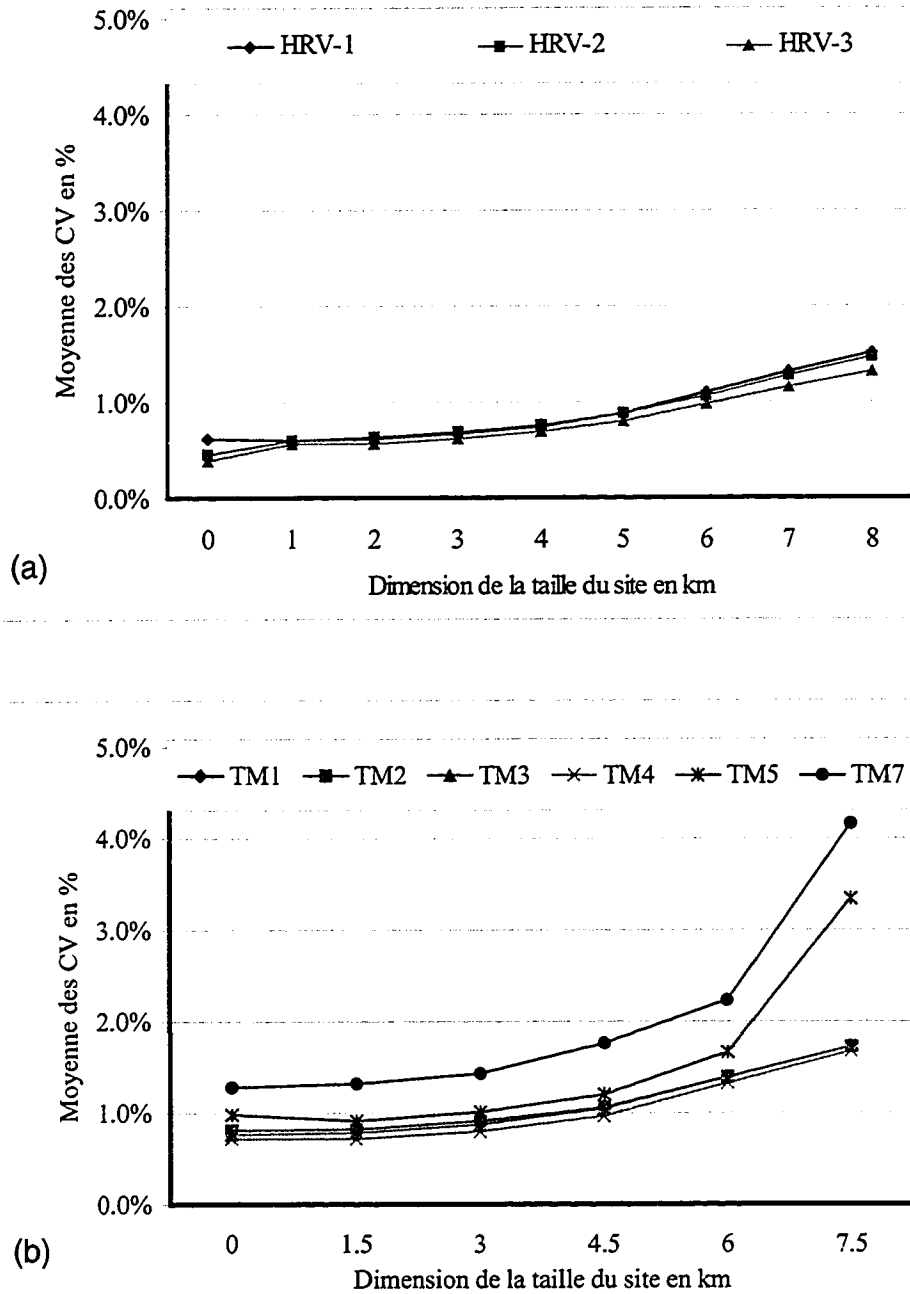 5.0%
HRV-1 HRV-2 HRV-3
4.0%
3.0%
2.0%
1.0%
0.0%
Moyenne des CV en %
0 1 2 3 4 5 6 7 8
(a)
Dimension de la taille du site en km
5.0%
TM1 TM2 TM3 TM4 TM5 TM7
4.0%
3.0%
2.0%
1.0%
0.0%
Moyenne des CV en %
0 1.5 3 4.5 6 7.5
(b)
Dimension de la taille du site en km